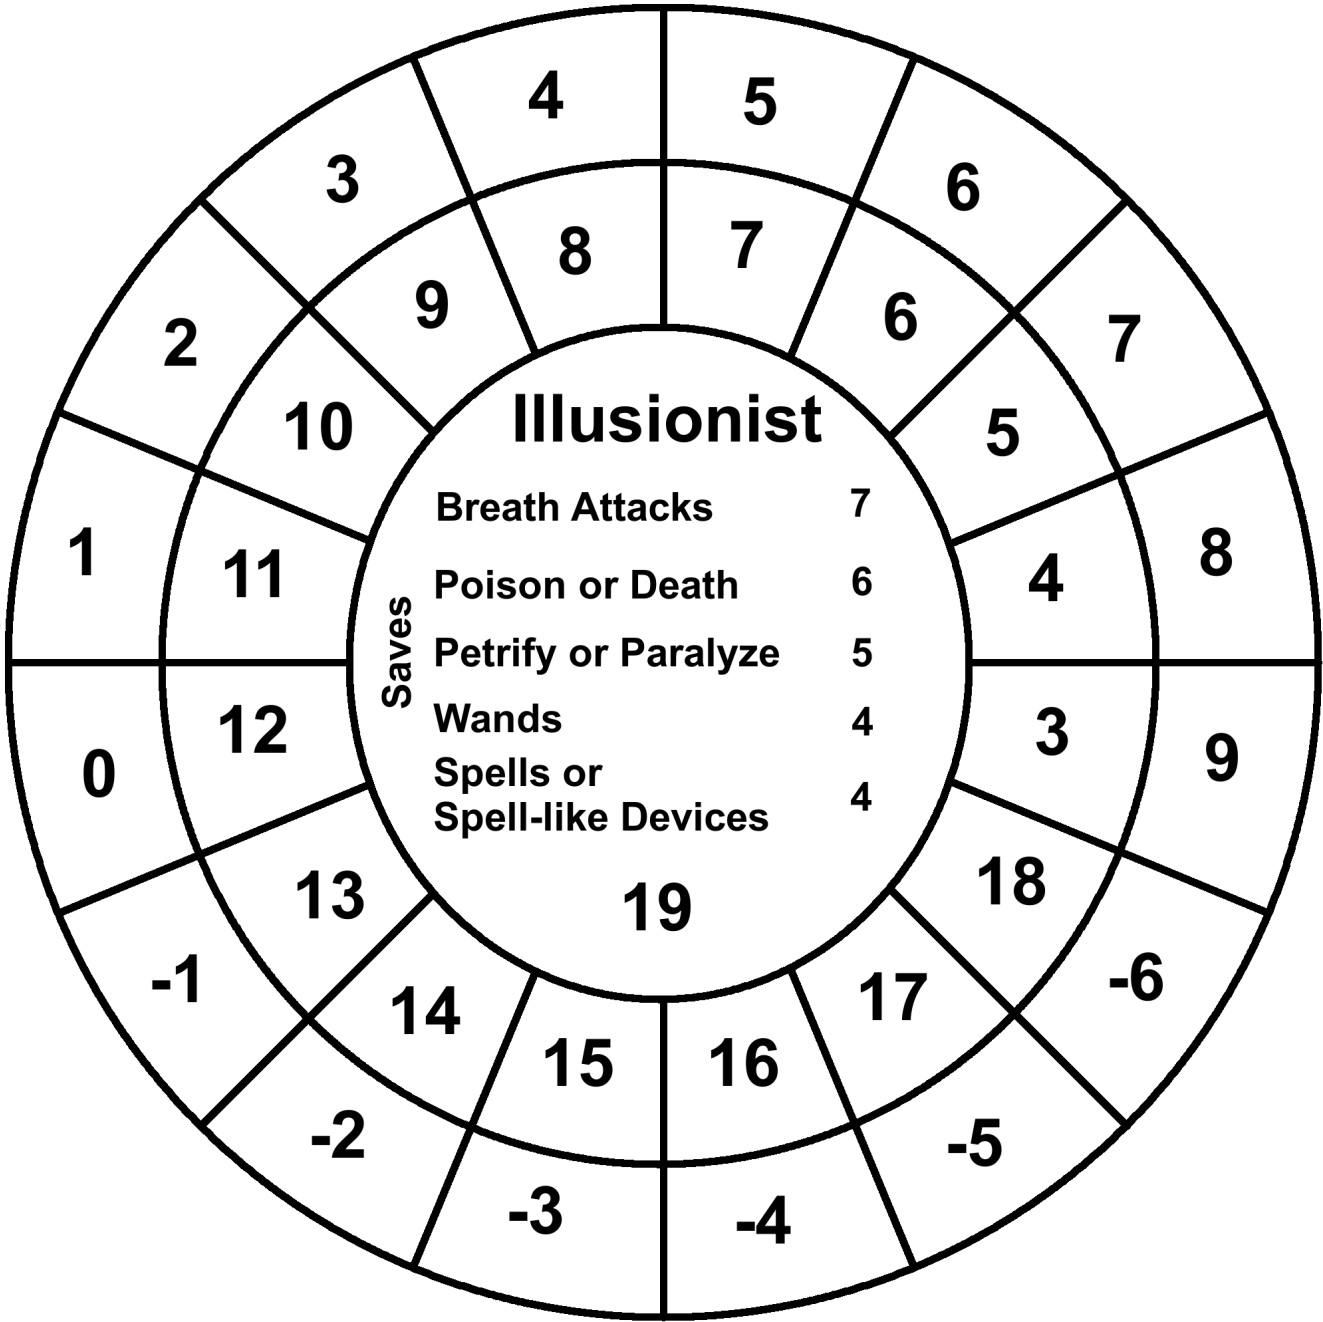 4 5
3 6
8 7
2 9 6 7
10 5
Illusionist
Breath Attacks 7
1 11 4 8
Poison or Death 6
Saves
Petrify or Paralyze 5
Wands 4
0 12 3 9
Spells or
Spell-like Devices 4
13 19 18
-1 14 17 -6
15 16
-2 -5
-3 -4